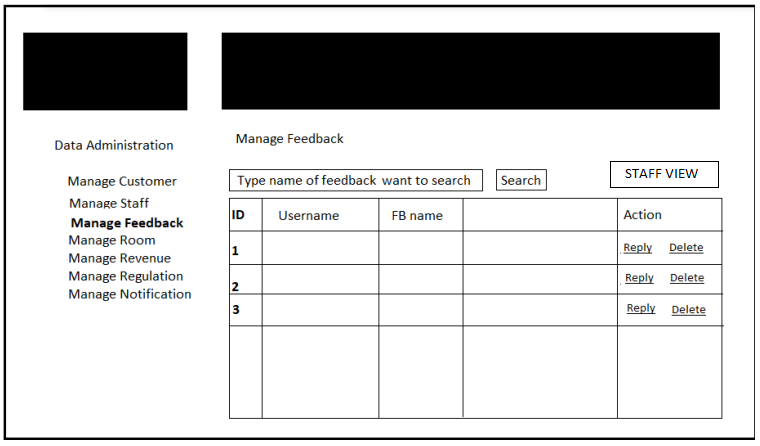 Data Administration
Manage Customer
Manage Staff
Manage Feedback
Manage Room
Manage Revenue
Manage Regulation
Manage Notification
Manage Feedback
Type name of feedback want to search Search
STAFF VIEW
ID Username FB name Action
1 Reply Delete
2 Reply Delete
3 Reply Delete